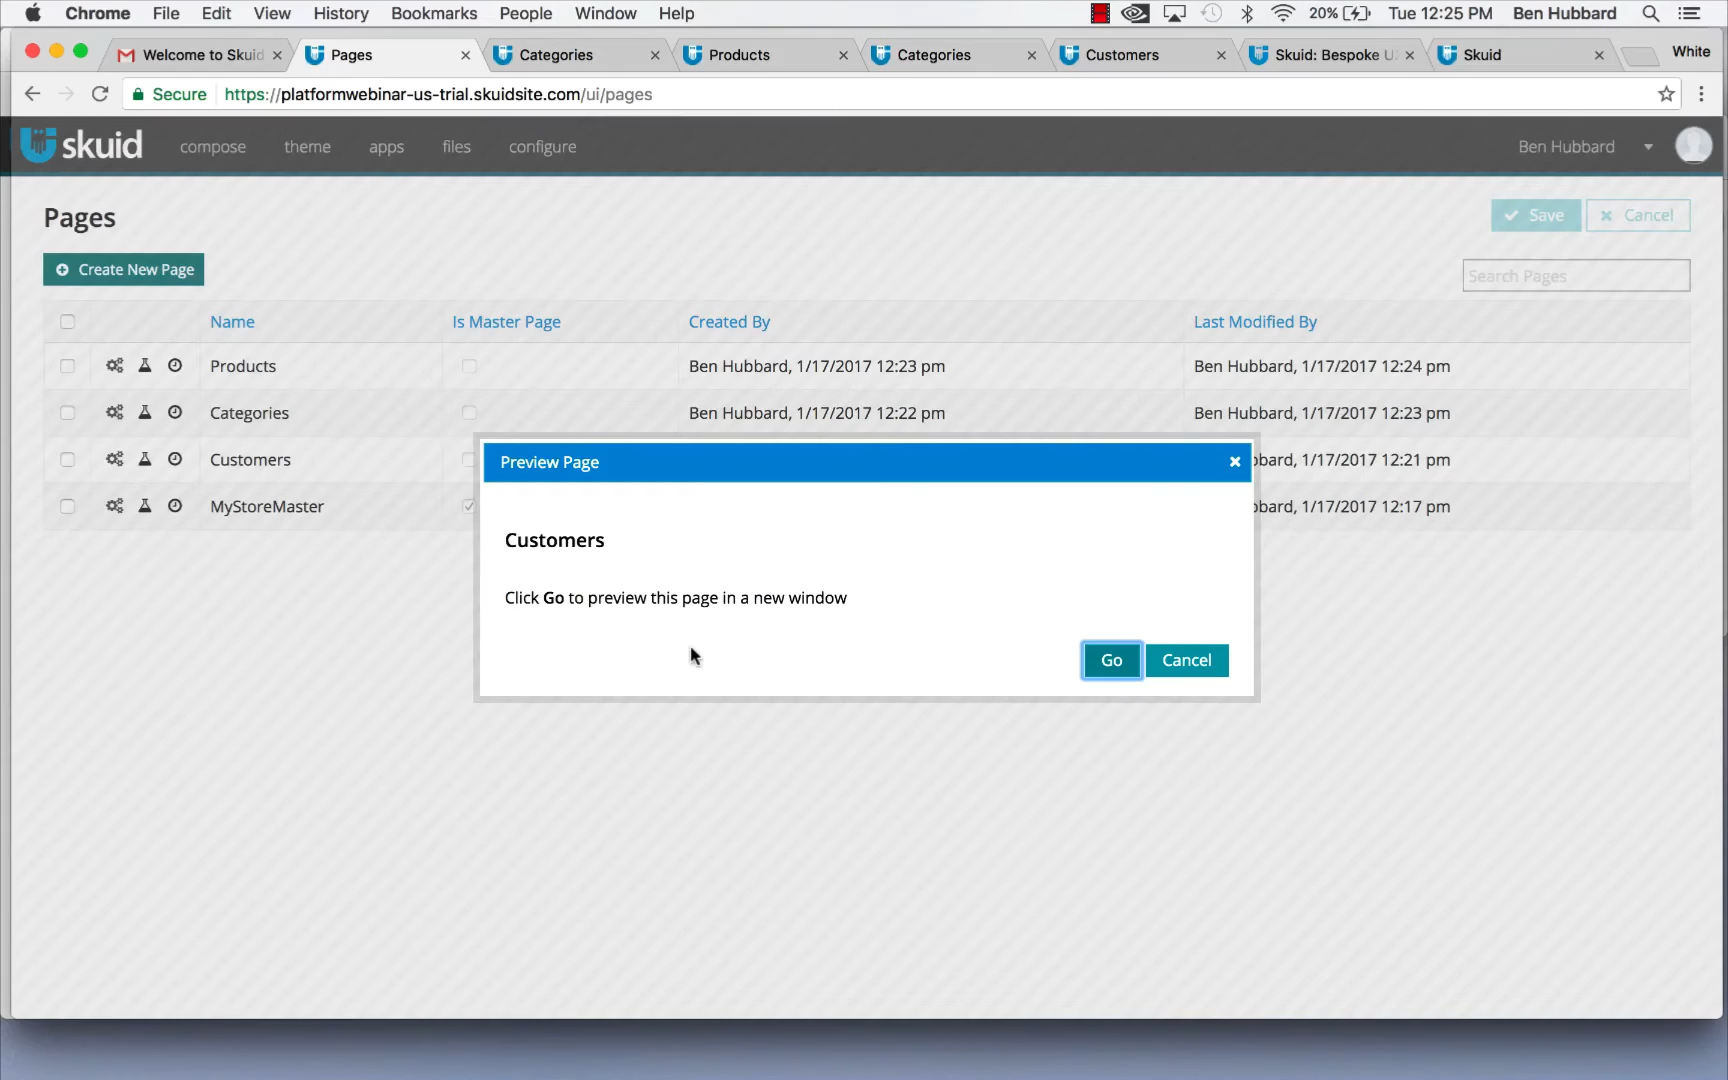 Chrome File Edit View History Bookmarks People Window Help 20% Tue 12:25 PM Ben Hubbard
Welcome to Skuid Pages Categories Products Categories Customers Skuid: Bespoke U Skuid White
Secure https://platformwebinar-us-trial.skuidsite.com/ui/pages
skuid compose theme apps files configure Ben Hubbard
Pages
Save Cancel
Create New Page
Search Pages
Name Is Master Page Created By Last Modified By
Products Ben Hubbard, 1/17/2017 12:23 pm Ben Hubbard, 1/17/2017 12:24 pm
Categories Ben Hubbard, 1/17/2017 12:22 pm Ben Hubbard, 1/17/2017 12:23 pm
Customers bbard, 1/17/2017 12:21 pm
MyStoreMaster bbard, 1/17/2017 12:17 pm
Preview Page
Customers
Click Go to preview this page in a new window
Go Cancel